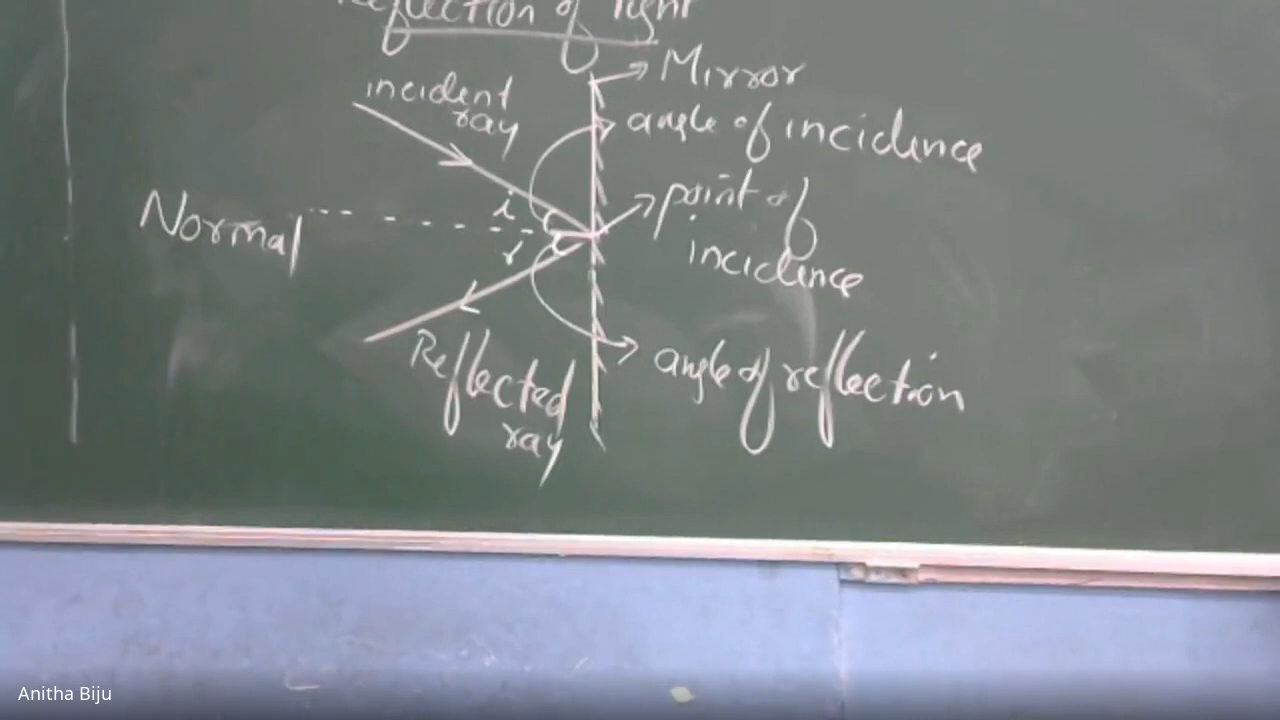 Reflection of light
Mirror
incident
ray
angle of incidence
point of
incidence
Normal
i
r
Reflected
ray
angle of reflection
Anitha Biju